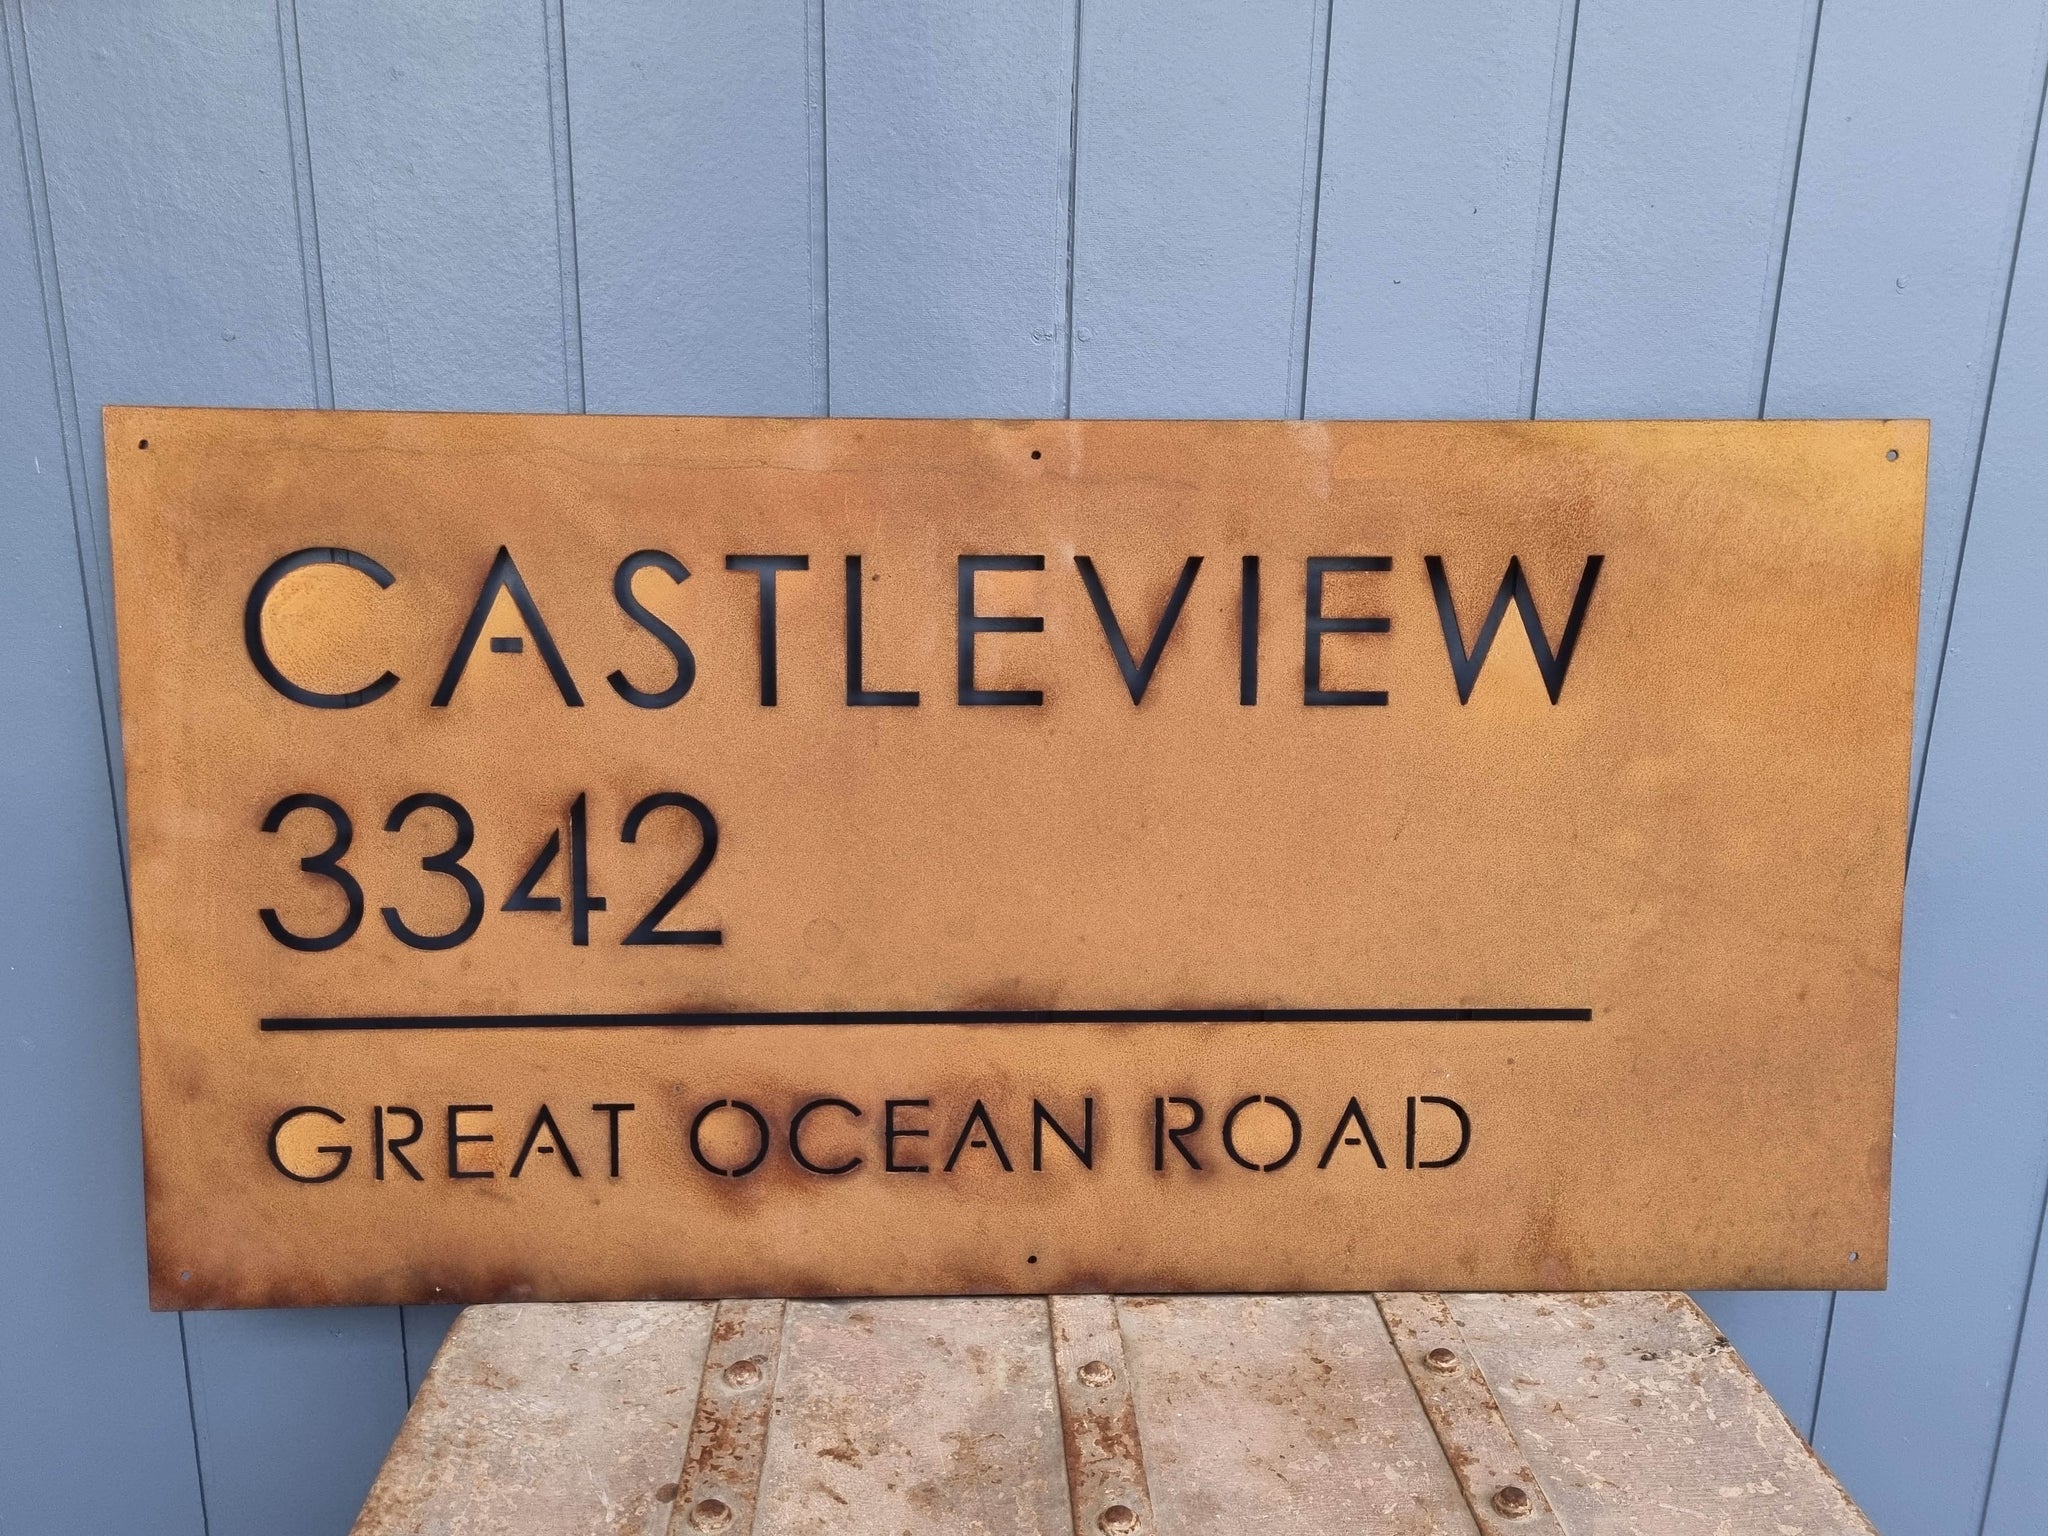 CASTLEVIEW
3342
GREAT OCEAN ROAD